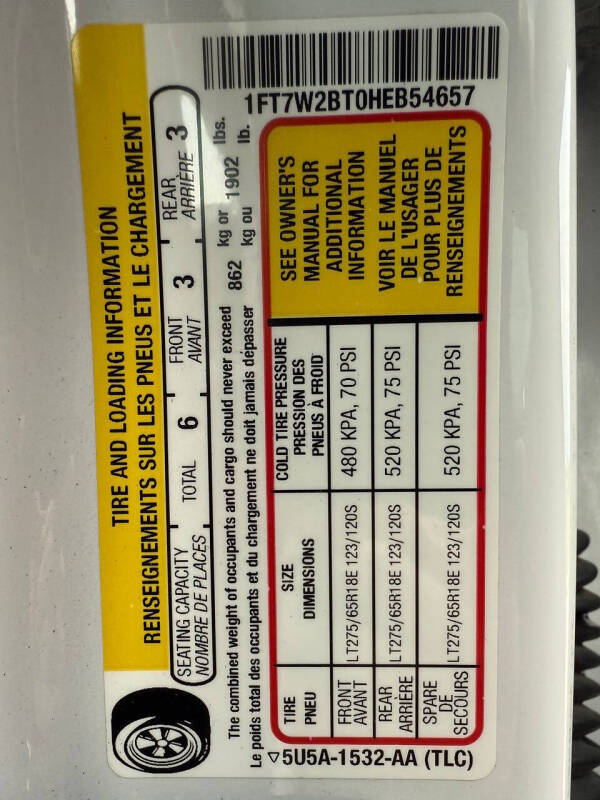 TIRE AND LOADING INFORMATION
RENSEIGNEMENTS SUR LES PNEUS ET LE CHARGEMENT
SEATING CAPACITY TOTAL 6 FRONT 3 REAR 3
NOMBRE DE PLACES AVANT ARRIÈRE
The combined weight of occupants and cargo should never exceed 862 kg or 1902 lbs.
Le poids total des occupants et du chargement ne doit jamais dépasser kg ou lb.
1FT7W2BT0HEB54657
TIRE
PNEU
SIZE
DIMENSIONS
COLD TIRE PRESSURE
PRESSION DES
PNEUS À FROID
FRONT
AVANT
LT275/65R18E 123/120S
480 KPA, 70 PSI
REAR
ARRIÈRE
LT275/65R18E 123/120S
520 KPA, 75 PSI
SPARE
DE
SECOURS
LT275/65R18E 123/120S
520 KPA, 75 PSI
SEE OWNER'S
MANUAL FOR
ADDITIONAL
INFORMATION
VOIR LE MANUEL
DE L'USAGER
POUR PLUS DE
RENSEIGNEMENTS
5U5A-1532-AA (TLC)